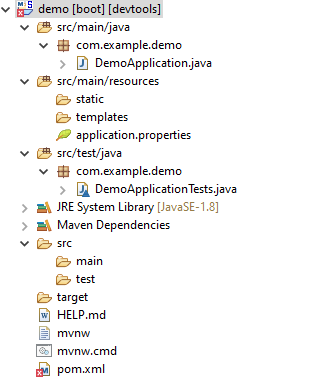 demo [boot] [devtools]
src/main/java
com.example.demo
DemoApplication.java
src/main/resources
static
templates
application.properties
src/test/java
com.example.demo
DemoApplicationTests.java
JRE System Library [JavaSE-1.8]
Maven Dependencies
src
main
test
target
HELP.md
mvnw
mvnw.cmd
pom.xml